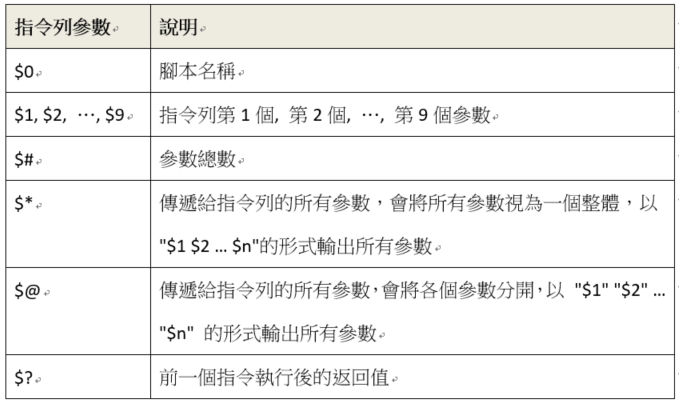 指令列參數 說明
$0 腳本名稱
$1, $2, …, $9 指令列第 1 個, 第 2 個, …, 第 9 個參數
$# 參數總數
$* 傳遞給指令列的所有參數，會將所有參數視為一個整體，以
"$1 $2 … $n"的形式輸出所有參數
$@ 傳遞給指令列的所有參數，會將各個參數分開，以 "$1" "$2" …
"$n" 的形式輸出所有參數
$? 前一個指令執行後的返回值